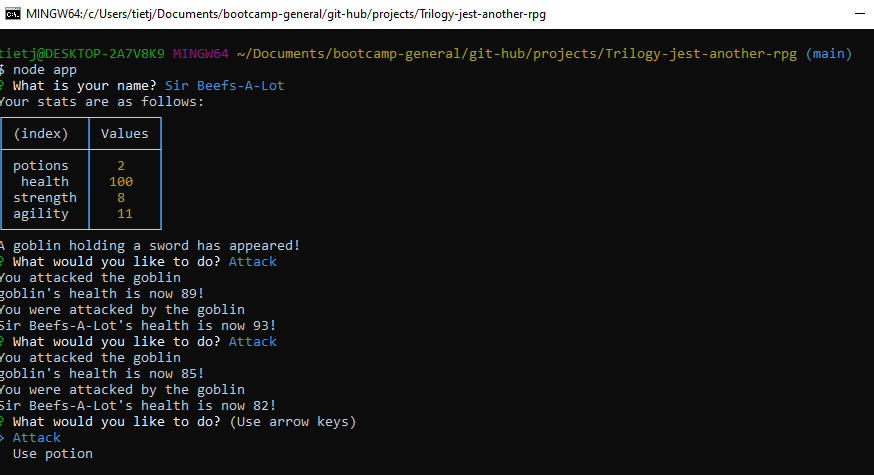 MINGW64:/c/Users/tietj/Documents/bootcamp-general/git-hub/projects/Trilogy-jest-another-rpg
tietj@DESKTOP-2A7V8K9 MINGW64 ~/Documents/bootcamp-general/git-hub/projects/Trilogy-jest-another-rpg (main)
$ node app
? What is your name? Sir Beefs-A-Lot
Your stats are as follows:
(index) Values
potions 2
health 100
strength 8
agility 11
A goblin holding a sword has appeared!
? What would you like to do? Attack
You attacked the goblin
goblin's health is now 89!
You were attacked by the goblin
Sir Beefs-A-Lot's health is now 93!
? What would you like to do? Attack
You attacked the goblin
goblin's health is now 85!
You were attacked by the goblin
Sir Beefs-A-Lot's health is now 82!
? What would you like to do? (Use arrow keys)
> Attack
Use potion